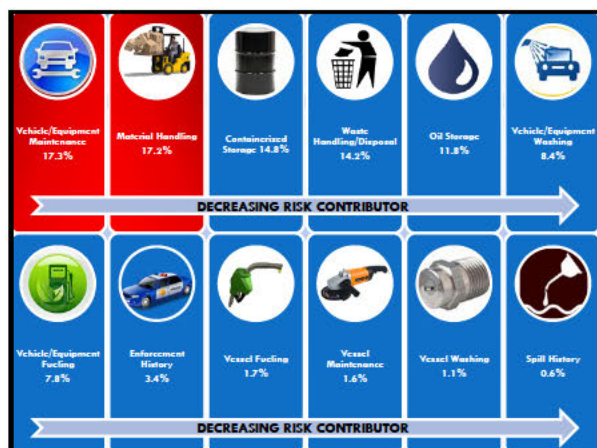 Vehicle/Equipment
Maintenance
17.3%
Material Handling
17.2%
Containerized
Storage 14.8%
Waste
Handling/Disposal
14.2%
Oil Storage
11.8%
Vehicle/Equipment
Washing
8.4%
DECREASING RISK CONTRIBUTOR
Vehicle/Equipment
Fueling
7.8%
Enforcement
History
3.4%
Vessel Fueling
1.7%
Vessel
Maintenance
1.6%
Vessel Washing
1.1%
Spill History
0.6%
DECREASING RISK CONTRIBUTOR